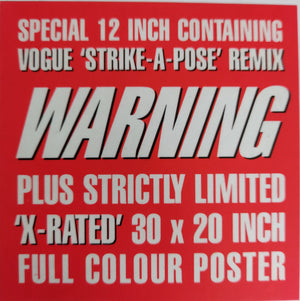 SPECIAL 12 INCH CONTAINING
VOGUE 'STRIKE-A-POSE' REMIX
WARNING
PLUS STRICTLY LIMITED
'X-RATED' 30 x 20 INCH
FULL COLOUR POSTER